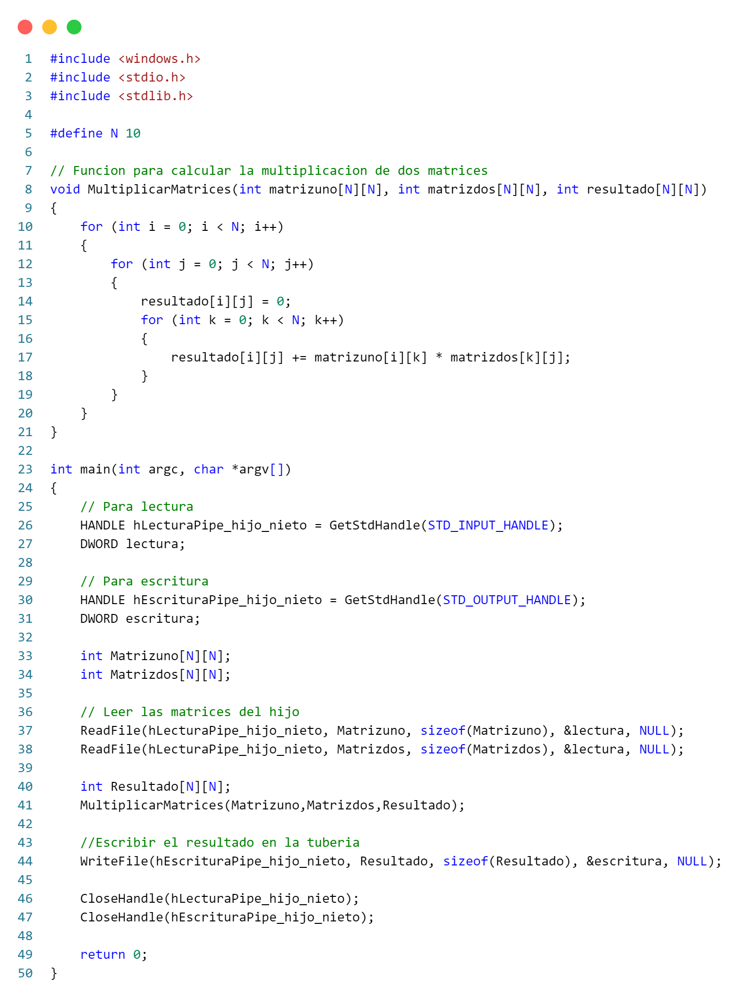 1 #include <windows.h>
2 #include <stdio.h>
3 #include <stdlib.h>
4
5 #define N 10
6
7 // Funcion para calcular la multiplicacion de dos matrices
8 void MultiplicarMatrices(int matrizuno[N][N], int matrizdos[N][N], int resultado[N][N])
9 {
10     for (int i = 0; i < N; i++)
11     {
12         for (int j = 0; j < N; j++)
13         {
14             resultado[i][j] = 0;
15             for (int k = 0; k < N; k++)
16             {
17                 resultado[i][j] += matrizuno[i][k] * matrizdos[k][j];
18             }
19         }
20     }
21 }
22
23 int main(int argc, char *argv[])
24 {
25     // Para lectura
26     HANDLE hLecturaPipe_hijo_nieto = GetStdHandle(STD_INPUT_HANDLE);
27     DWORD lectura;
28
29     // Para escritura
30     HANDLE hEscrituraPipe_hijo_nieto = GetStdHandle(STD_OUTPUT_HANDLE);
31     DWORD escritura;
32
33     int Matrizuno[N][N];
34     int Matrizdos[N][N];
35
36     // Leer las matrices del hijo
37     ReadFile(hLecturaPipe_hijo_nieto, Matrizuno, sizeof(Matrizuno), &lectura, NULL);
38     ReadFile(hLecturaPipe_hijo_nieto, Matrizdos, sizeof(Matrizdos), &lectura, NULL);
39
40     int Resultado[N][N];
41     MultiplicarMatrices(Matrizuno,Matrizdos,Resultado);
42
43     //Escribir el resultado en la tuberia
44     WriteFile(hEscrituraPipe_hijo_nieto, Resultado, sizeof(Resultado), &escritura, NULL);
45
46     CloseHandle(hLecturaPipe_hijo_nieto);
47     CloseHandle(hEscrituraPipe_hijo_nieto);
48
49     return 0;
50 }